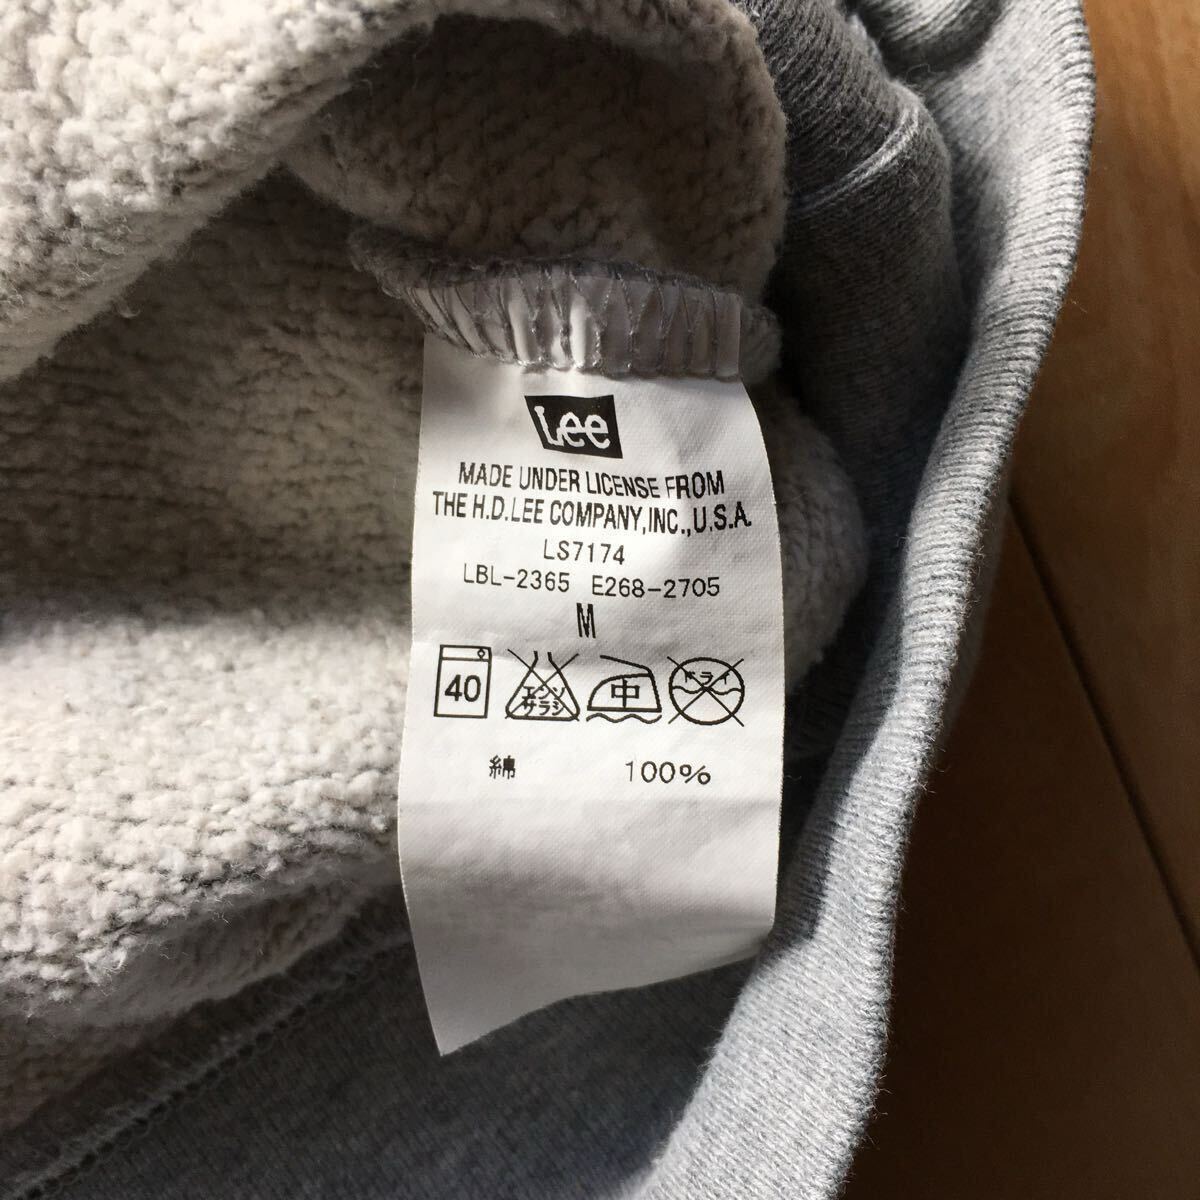 Lee
MADE UNDER LICENSE FROM
THE H.D.LEE COMPANY,INC.,U.S.A.
LS7174
LBL-2365 E268-2705
M
40 エンソサラシ 中 ドライ
綿 100%